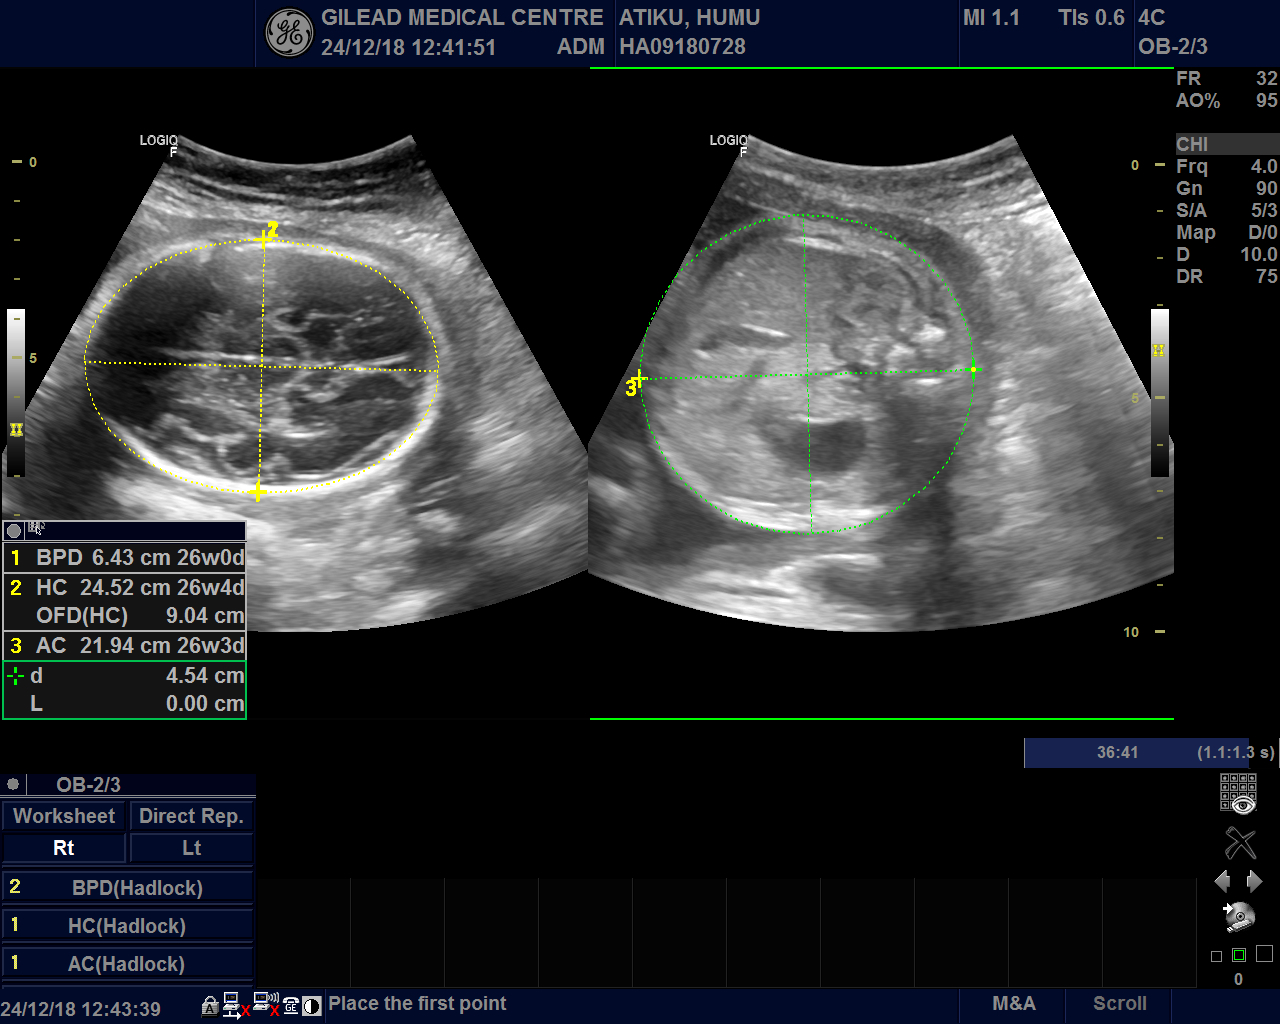 GILEAD MEDICAL CENTRE
24/12/18 12:41:51 ADM
ATIKU, HUMU
HA09180728
MI 1.1 TIs 0.6
4C
OB-2/3
FR 32
AO% 95
CHI
Frq 4.0
Gn 90
S/A 5/3
Map D/0
D 10.0
DR 75
LOGIQ
F
0
5
2
LOGIQ
F
0
5
10
3
1 BPD 6.43 cm 26w0d
2 HC 24.52 cm 26w4d
OFD(HC) 9.04 cm
3 AC 21.94 cm 26w3d
d 4.54 cm
L 0.00 cm
36:41 (1.1:1.3 s)
OB-2/3
Worksheet Direct Rep.
Rt Lt
2 BPD(Hadlock)
1 HC(Hadlock)
1 AC(Hadlock)
0
24/12/18 12:43:39
A
GE
Place the first point
M&A
Scroll